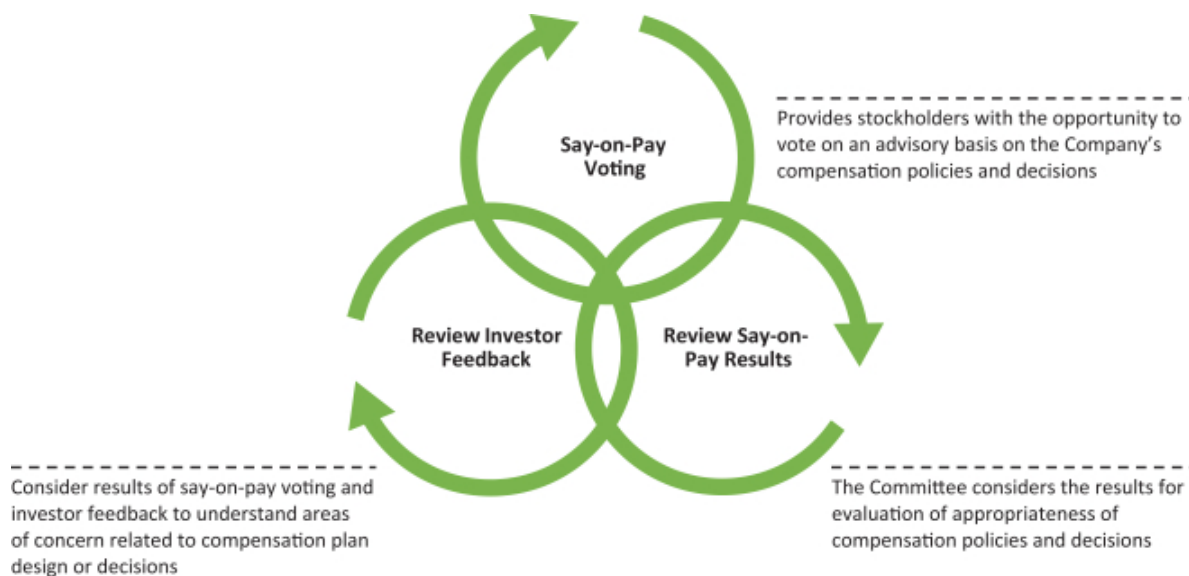 Say-on-Pay
Voting
Provides stockholders with the opportunity to
vote on an advisory basis on the Company’s
compensation policies and decisions
Review Investor
Feedback
Review Say-on-
Pay Results
Consider results of say-on-pay voting and
investor feedback to understand areas
of concern related to compensation plan
design or decisions
The Committee considers the results for
evaluation of appropriateness of
compensation policies and decisions